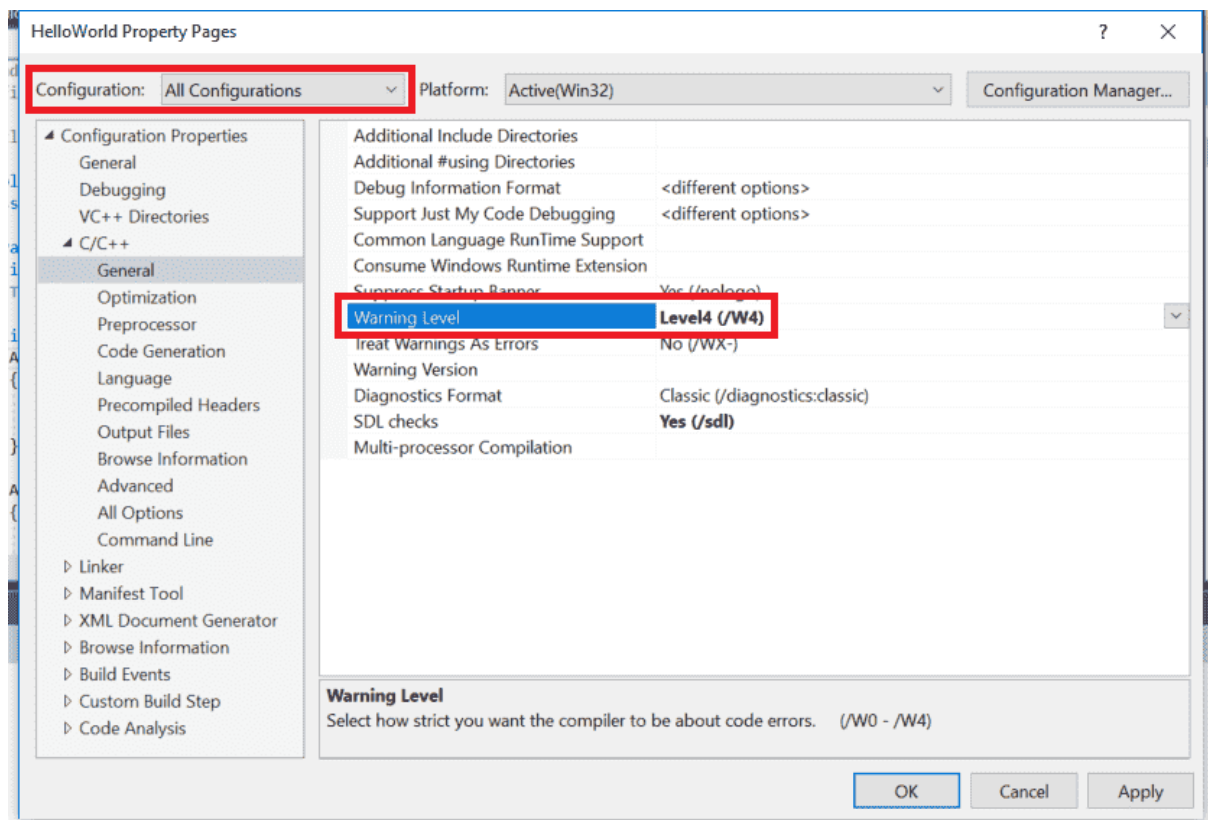 HelloWorld Property Pages ?
Configuration: All Configurations Platform: Active(Win32) Configuration Manager...
Configuration Properties
General
Debugging
VC++ Directories
C/C++
General
Optimization
Preprocessor
Code Generation
Language
Precompiled Headers
Output Files
Browse Information
Advanced
All Options
Command Line
Linker
Manifest Tool
XML Document Generator
Browse Information
Build Events
Custom Build Step
Code Analysis
Additional Include Directories
Additional #using Directories
Debug Information Format <different options>
Support Just My Code Debugging <different options>
Common Language RunTime Support
Consume Windows Runtime Extension
Suppress Startup Banner Yes (/nologo)
Warning Level Level4 (/W4)
Treat Warnings As Errors No (/WX-)
Warning Version
Diagnostics Format Classic (/diagnostics:classic)
SDL checks Yes (/sdl)
Multi-processor Compilation
Warning Level
Select how strict you want the compiler to be about code errors. (/W0 - /W4)
OK Cancel Apply